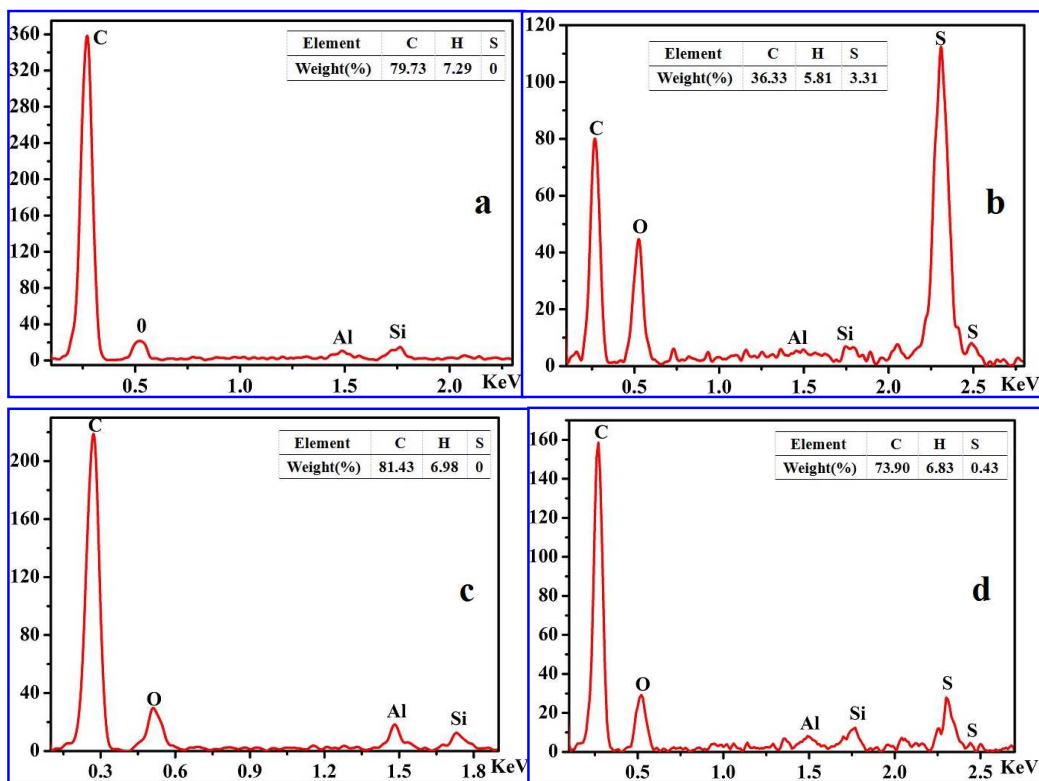 360
320
280
240
200
160
120
80
40
0
C
0
Al
Si
a
Element C H S
Weight(%) 79.73 7.29 0
0.5 1.0 1.5 2.0 KeV
120
100
80
60
40
20
0
C
O
Al
Si
S
S
b
Element C H S
Weight(%) 36.33 5.81 3.31
0.5 1.0 1.5 2.0 2.5 KeV
200
160
120
80
40
0
C
O
Al
Si
c
Element C H S
Weight(%) 81.43 6.98 0
0.3 0.6 0.9 1.2 1.5 1.8 KeV
160
140
120
100
80
60
40
20
0
C
O
Al
Si
S
S
d
Element C H S
Weight(%) 73.90 6.83 0.43
0.5 1.0 1.5 2.0 2.5 KeV